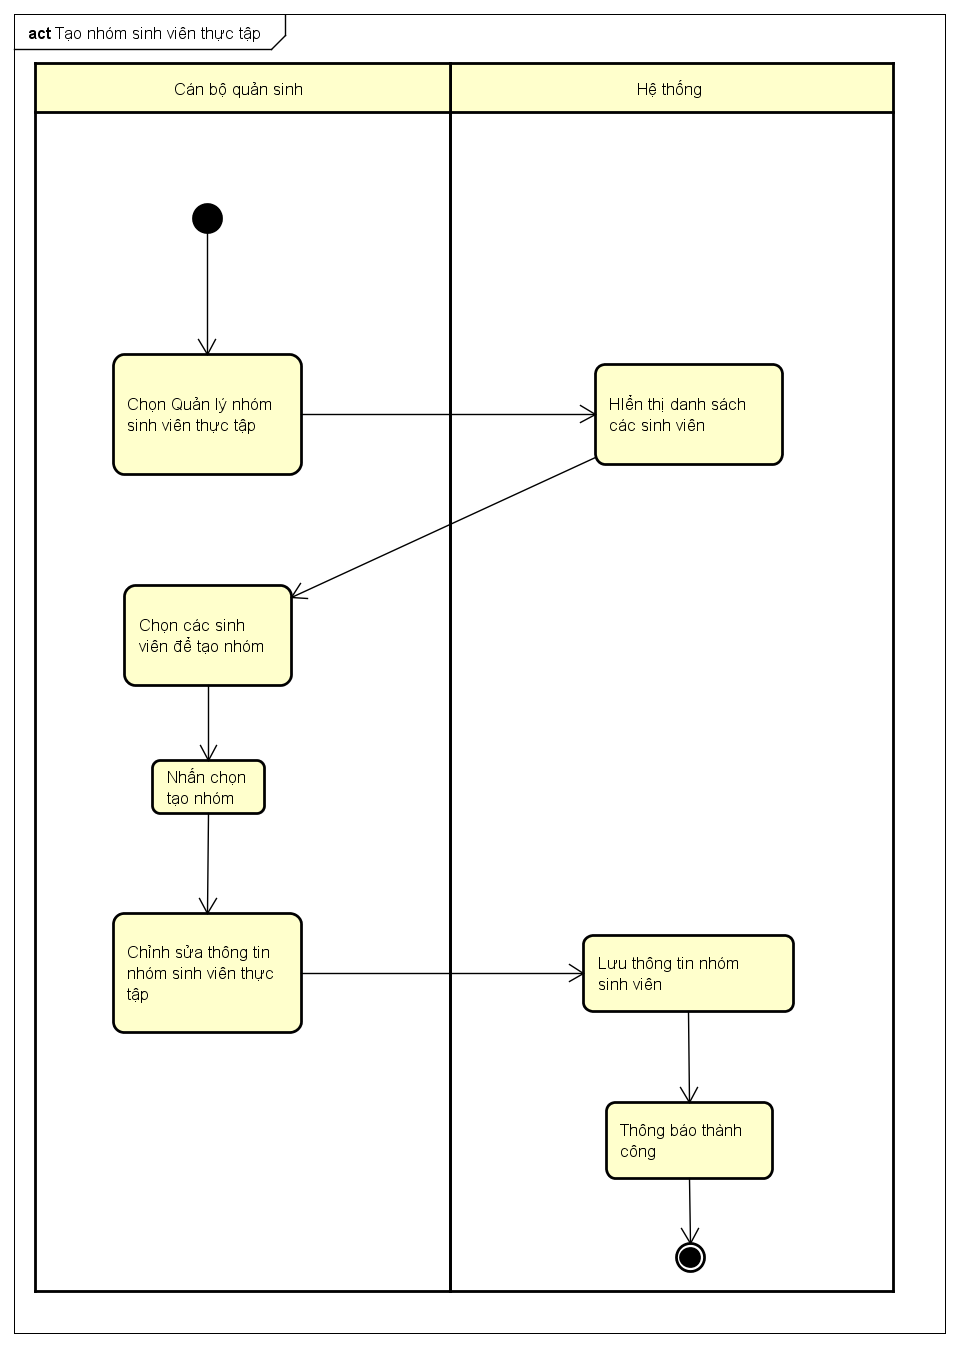 act Tạo nhóm sinh viên thực tập
Cán bộ quản sinh
Hệ thống
Chọn Quản lý nhóm
sinh viên thực tập
HIển thị danh sách
các sinh viên
Chọn các sinh
viên để tạo nhóm
Nhấn chọn
tạo nhóm
Chỉnh sửa thông tin
nhóm sinh viên thực
tập
Lưu thông tin nhóm
sinh viên
Thông báo thành
công